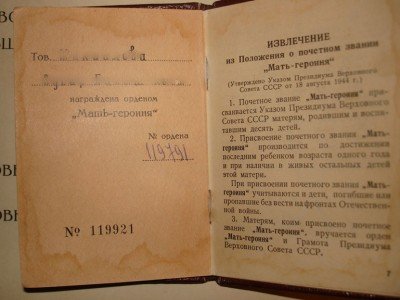 Тов.
награждена орденом
„Мать-героиня“
№ ордена
119791
№ 119921
ИЗВЛЕЧЕНИЕ
из Положения о почетном звании
„Мать-героиня“
(Утверждено Указом Президиума Верховного
Совета СССР от 18 августа 1944 г.)
1. Почетное звание „Мать-героиня“ при-
сваивается Указом Президиума Верховного
Совета СССР матерям, родившим и воспи-
тавшим десять детей.
2. Присвоение почетного звания „Мать-
героиня“ производится по достижении
последним ребенком возраста одного года
и при наличии в живых остальных детей
этой матери.
При присвоении почетного звания „Мать-
героиня“ учитываются и дети, погибшие или
пропавшие без вести на фронтах Отечествен-
ной войны.
3. Матерям, коим присвоено почетное
звание „Мать-героиня“, вручается орден
„Мать-героиня“ и Грамота Президиума
Верховного Совета СССР.
7